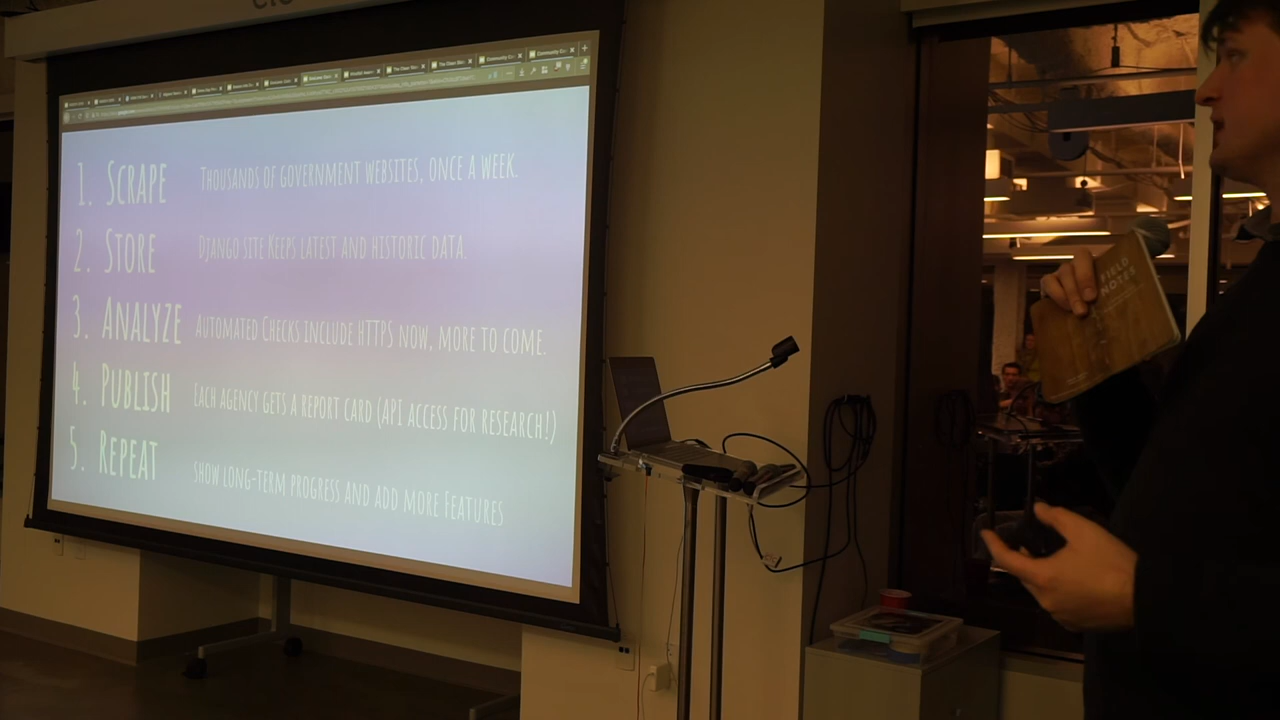 1. SCRAPE THOUSANDS OF GOVERNMENT WEBSITES, ONCE A WEEK.
2. STORE DJANGO SITE KEEPS LATEST AND HISTORIC DATA.
3. ANALYZE AUTOMATED CHECKS INCLUDE HTTPS NOW, MORE TO COME.
4. PUBLISH EACH AGENCY GETS A REPORT CARD (API ACCESS FOR RESEARCH!)
5. REPEAT SHOW LONG-TERM PROGRESS AND ADD MORE FEATURES
FIELD
NOTES